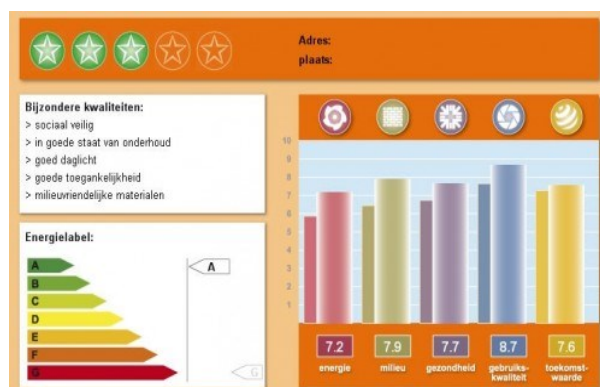 Adres:
plaats:
Bijzondere kwaliteiten:
> sociaal veilig
> in goede staat van onderhoud
> goed daglicht
> goede toegankelijkheid
> milieuvriendelijke materialen
Energielabel:
A
B
C
D
E
F
G
A
G
10
9
8
7
6
5
4
3
2
1
7.2
7.9
7.7
8.7
7.6
energie
milieu
gezondheid
gebruiks-
kwaliteit
toekomst-
waarde